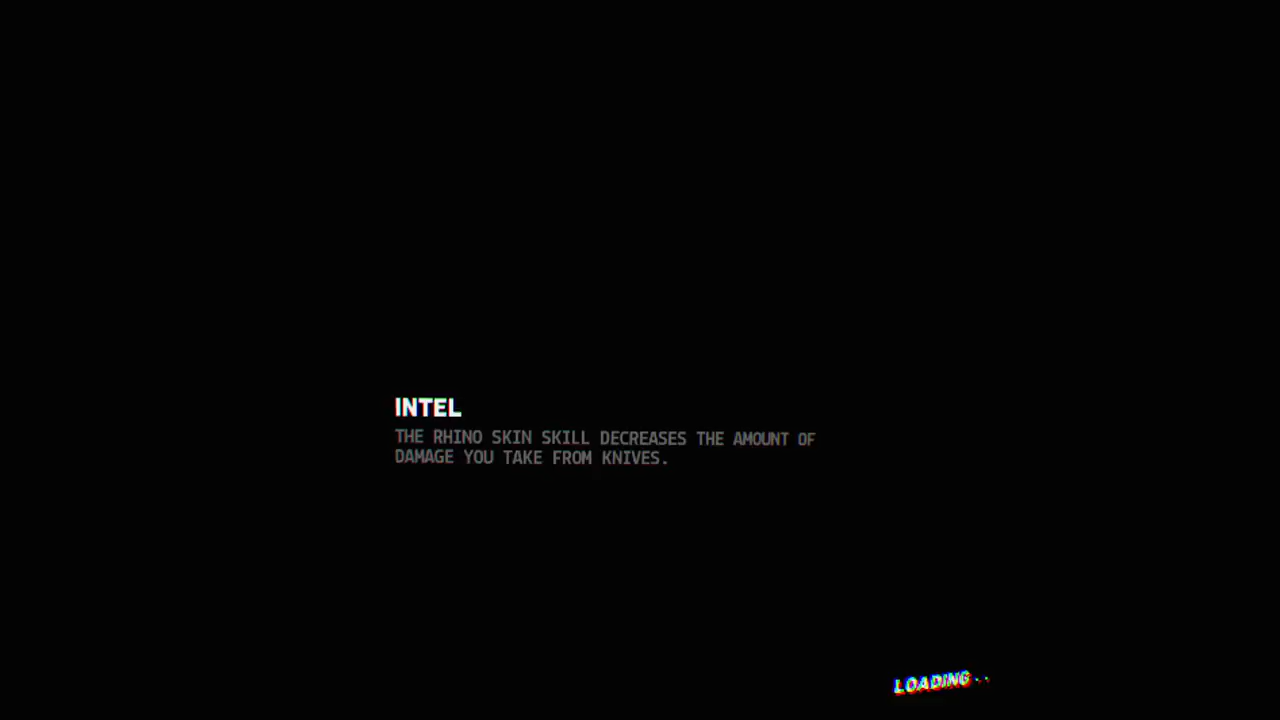 INTEL
THE RHINO SKIN SKILL DECREASES THE AMOUNT OF
DAMAGE YOU TAKE FROM KNIVES.
LOADING..